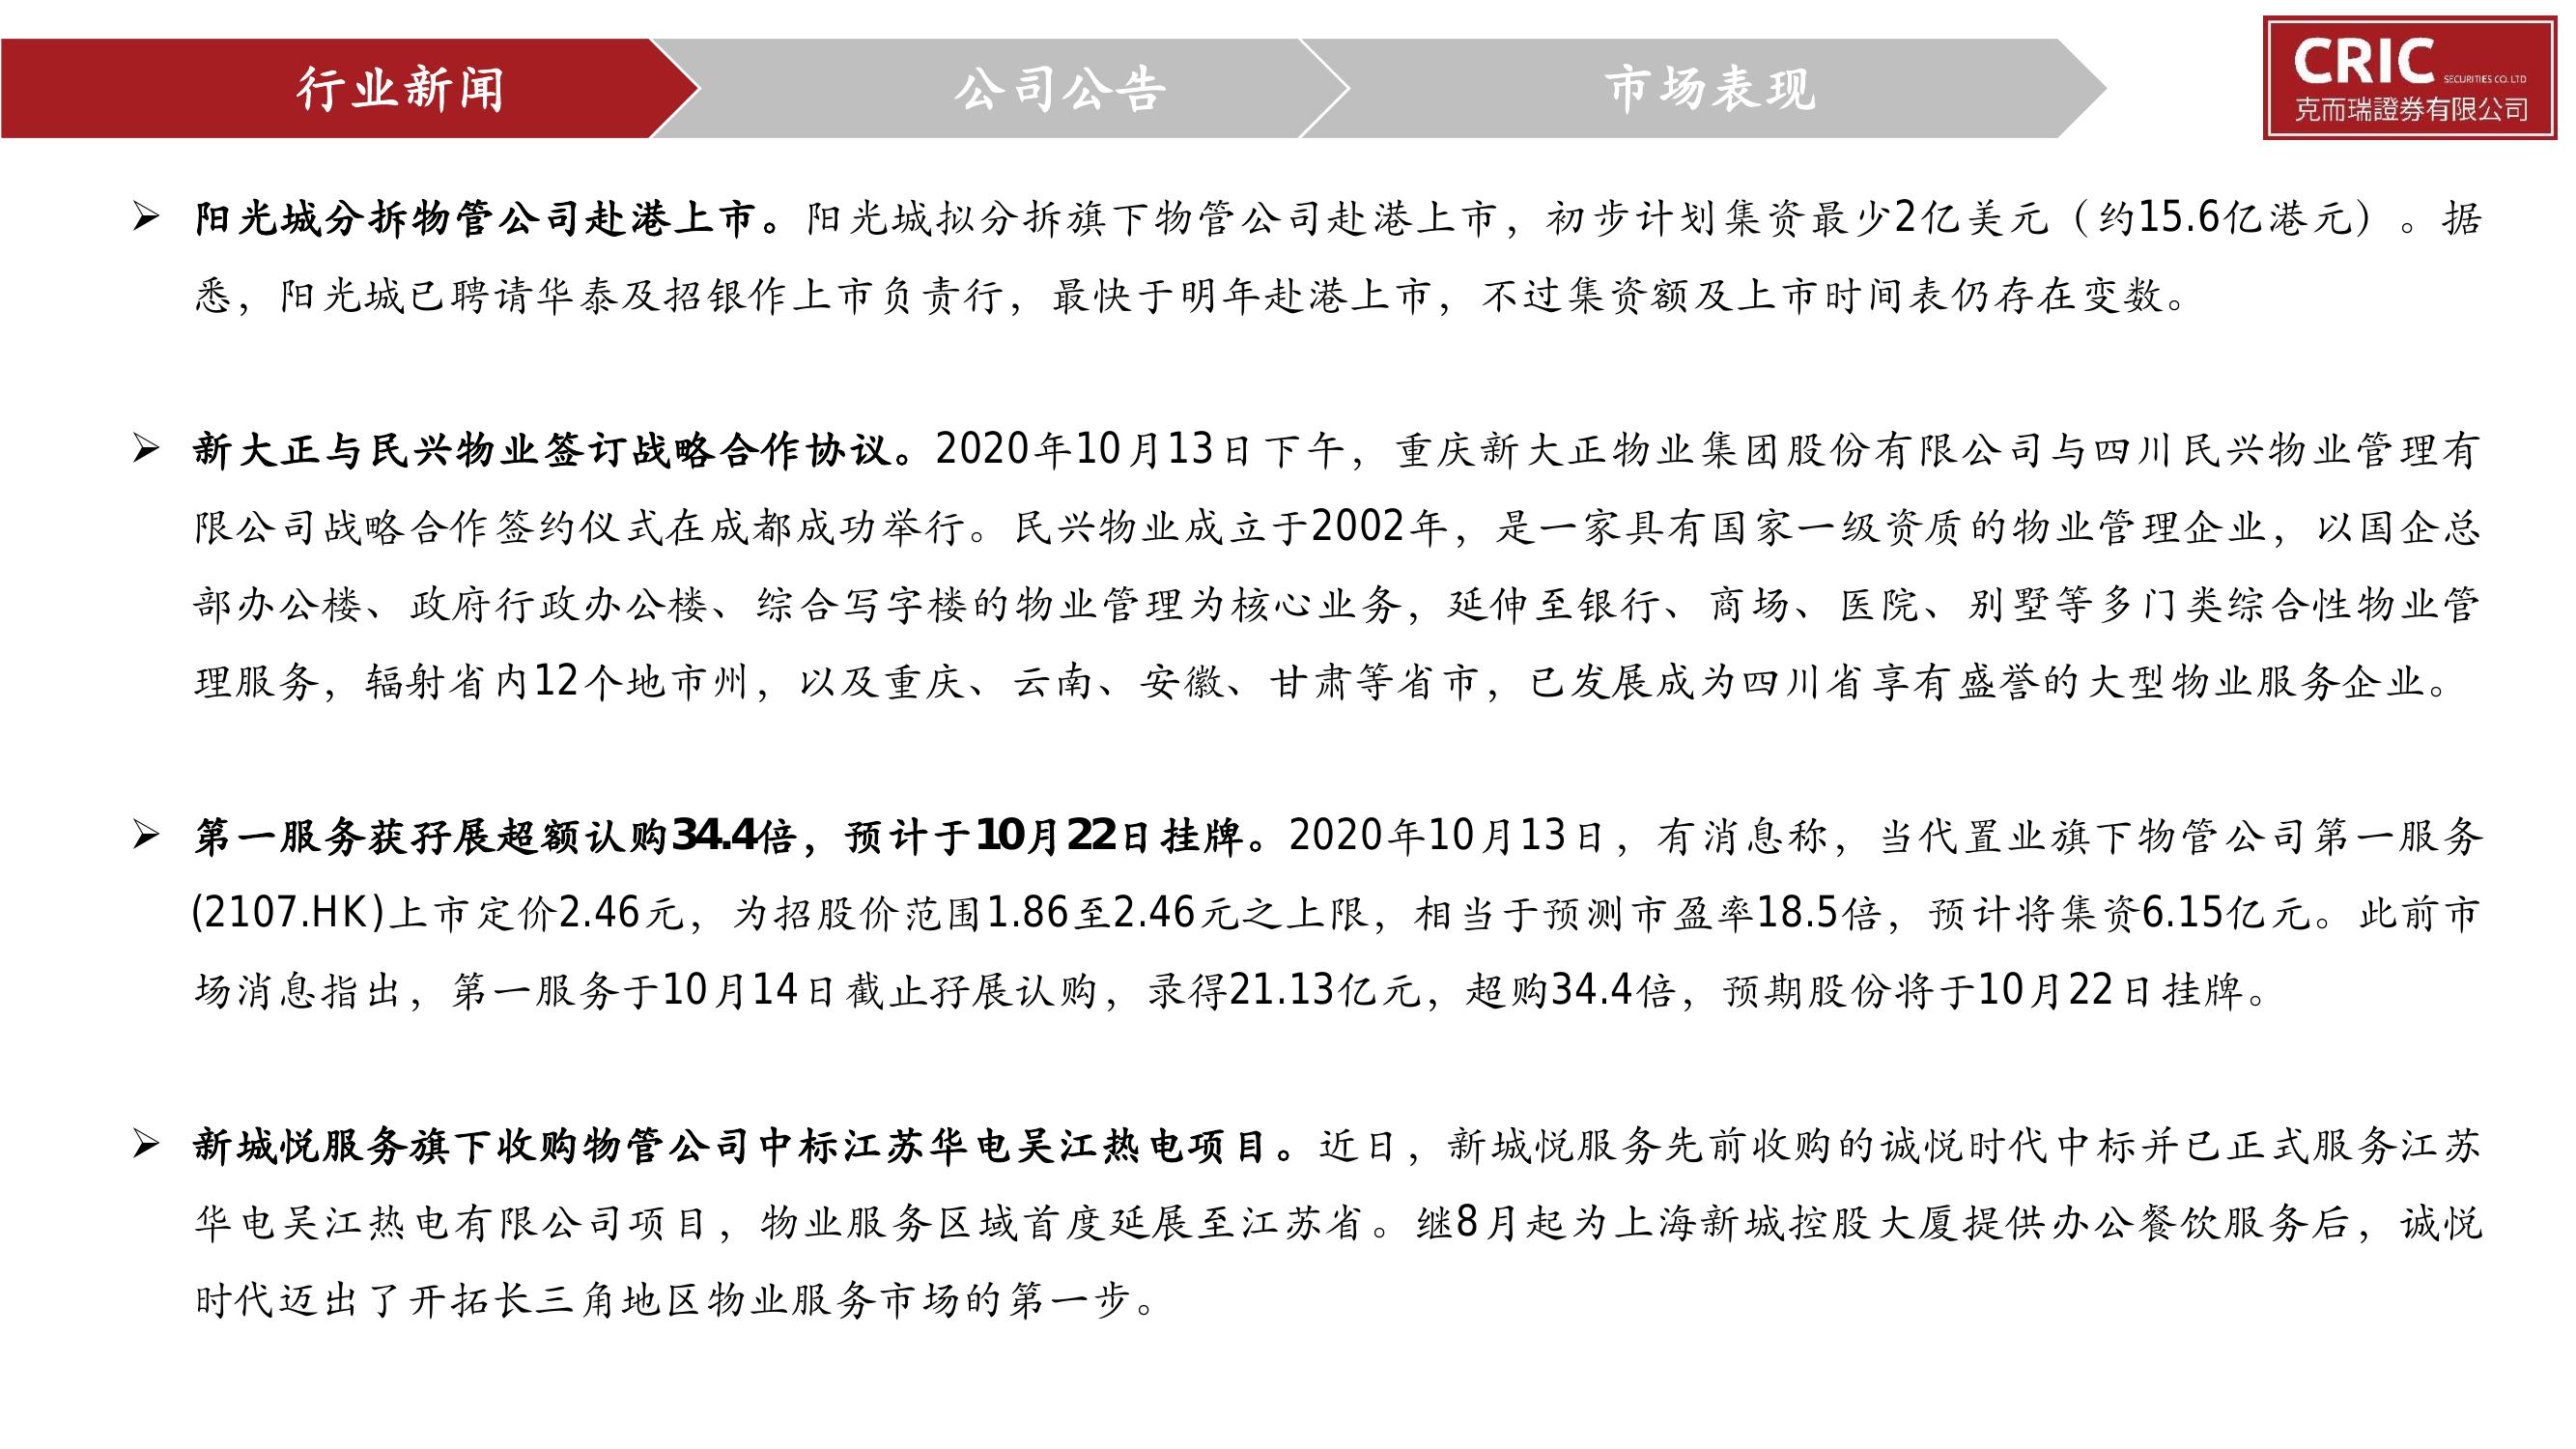 行业新闻
公司公告
市场表现
CRIC SECURITIES CO. LTD
克而瑞證券有限公司
阳光城分拆物管公司赴港上市。阳光城拟分拆旗下物管公司赴港上市，初步计划集资最少2亿美元（约15.6亿港元）。据
悉，阳光城已聘请华泰及招银作上市负责行，最快于明年赴港上市，不过集资额及上市时间表仍存在变数。
新大正与民兴物业签订战略合作协议。2020年10月13日下午，重庆新大正物业集团股份有限公司与四川民兴物业管理有
限公司战略合作签约仪式在成都成功举行。民兴物业成立于2002年，是一家具有国家一级资质的物业管理企业，以国企总
部办公楼、政府行政办公楼、综合写字楼的物业管理为核心业务，延伸至银行、商场、医院、别墅等多门类综合性物业管
理服务，辐射省内12个地市州，以及重庆、云南、安徽、甘肃等省市，已发展成为四川省享有盛誉的大型物业服务企业。
第一服务获孖展超额认购34.4倍，预计于10月22日挂牌。2020年10月13日，有消息称，当代置业旗下物管公司第一服务
(2107.HK)上市定价2.46元，为招股价范围1.86至2.46元之上限，相当于预测市盈率18.5倍，预计将集资6.15亿元。此前市
场消息指出，第一服务于10月14日截止孖展认购，录得21.13亿元，超购34.4倍，预期股份将于10月22日挂牌。
新城悦服务旗下收购物管公司中标江苏华电吴江热电项目。近日，新城悦服务先前收购的诚悦时代中标并已正式服务江苏
华电吴江热电有限公司项目，物业服务区域首度延展至江苏省。继8月起为上海新城控股大厦提供办公餐饮服务后，诚悦
时代迈出了开拓长三角地区物业服务市场的第一步。